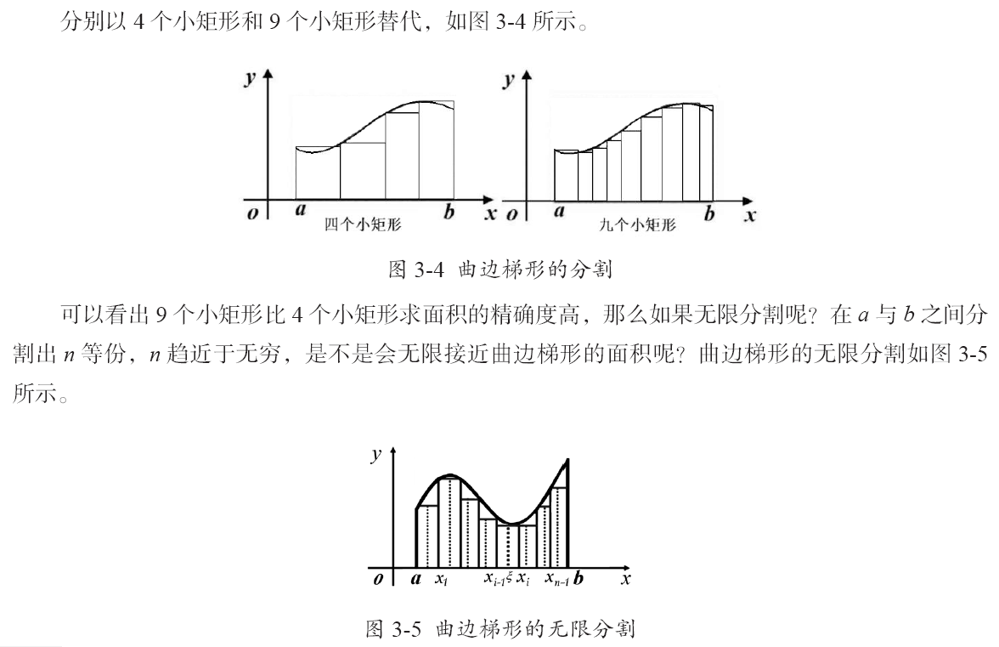 分别以 4 个小矩形和 9 个小矩形替代，如图 3-4 所示。
y y
o a b x o a b x
四个小矩形 九个小矩形
图 3-4 曲边梯形的分割
可以看出 9 个小矩形比 4 个小矩形求面积的精确度高，那么如果无限分割呢？在 a 与 b 之间分
割出 n 等份，n 趋近于无穷，是不是会无限接近曲边梯形的面积呢？曲边梯形的无限分割如图 3-5
所示。
y
o a x₁ xᵢ₋₁ ξ xᵢ xₙ₋₁ b x
图 3-5 曲边梯形的无限分割